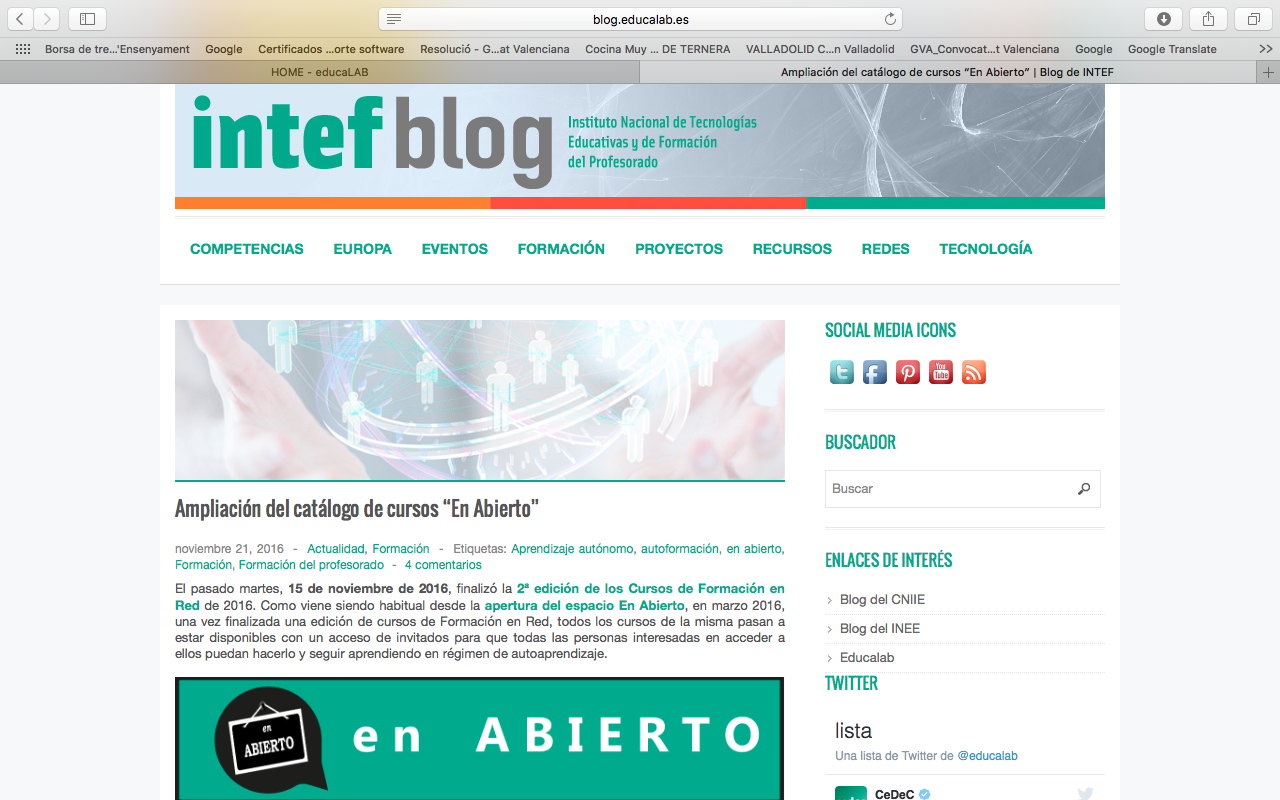 blog.educalab.es
Borsa de tre...'Ensenyament Google Certificados ...orte software Resolució - G...at Valenciana Cocina Muy ... DE TERNERA VALLADOLID C...n Valladolid GVA_Convocat...t Valenciana Google Google Translate
HOME - educaLAB Ampliación del catálogo de cursos “En Abierto” | Blog de INTEF
intef blog
Instituto Nacional de Tecnologías
Educativas y de Formación
del Profesorado
COMPETENCIAS EUROPA EVENTOS FORMACIÓN PROYECTOS RECURSOS REDES TECNOLOGÍA
Ampliación del catálogo de cursos “En Abierto”
noviembre 21, 2016 - Actualidad, Formación - Etiquetas: Aprendizaje autónomo, autoformación, en abierto,
Formación, Formación del profesorado - 4 comentarios
El pasado martes, 15 de noviembre de 2016, finalizó la 2ª edición de los Cursos de Formación en
Red de 2016. Como viene siendo habitual desde la apertura del espacio En Abierto, en marzo 2016,
una vez finalizada una edición de cursos de Formación en Red, todos los cursos de la misma pasan a
estar disponibles con un acceso de invitados para que todas las personas interesadas en acceder a
ellos puedan hacerlo y seguir aprendiendo en régimen de autoaprendizaje.
en
ABIERTO
en ABIERTO
SOCIAL MEDIA ICONS
You
Tube
BUSCADOR
Buscar
ENLACES DE INTERÉS
Blog del CNIIE
Blog del INEE
Educalab
TWITTER
lista
Una lista de Twitter de @educalab
CeDeC